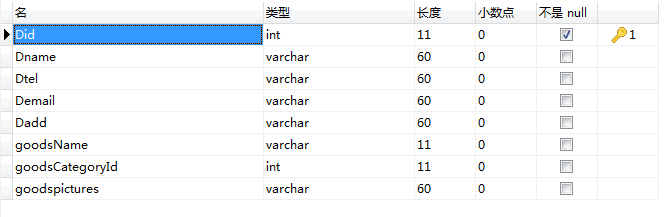 名 类型 长度 小数点 不是 null
Did int 11 0 1
Dname varchar 60 0
Dtel varchar 60 0
Demail varchar 60 0
Dadd varchar 60 0
goodsName varchar 11 0
goodsCategoryId int 11 0
goodspictures varchar 60 0